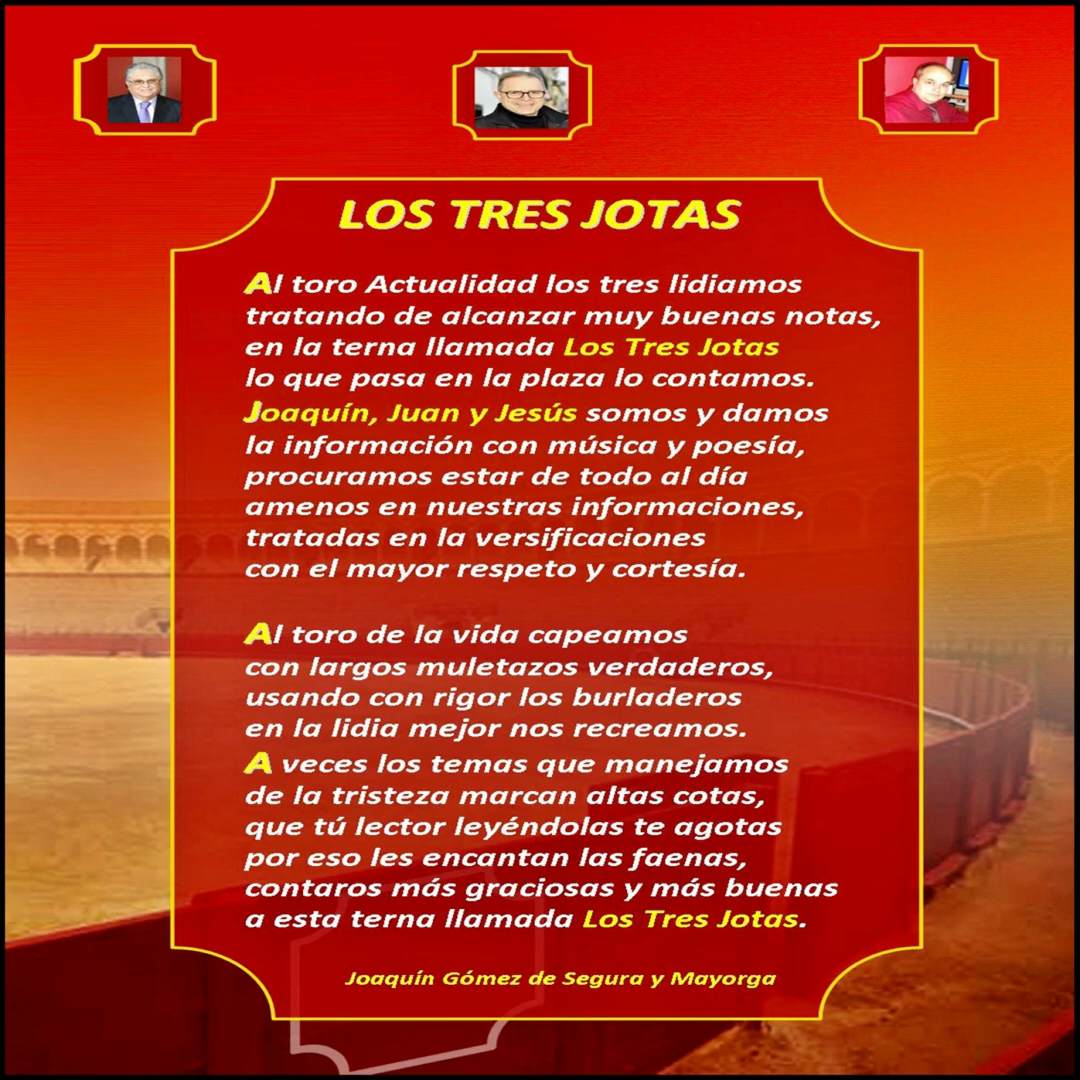 LOS TRES JOTAS
Al toro Actualidad los tres lidiamos
tratando de alcanzar muy buenas notas,
en la terna llamada Los Tres Jotas
lo que pasa en la plaza lo contamos.
Joaquín, Juan y Jesús somos y damos
la información con música y poesía,
procuramos estar de todo al día
amenos en nuestras informaciones,
tratadas en la versificaciones
con el mayor respeto y cortesía.
Al toro de la vida capeamos
con largos muletazos verdaderos,
usando con rigor los burladeros
en la lidia mejor nos recreamos.
A veces los temas que manejamos
de la tristeza marcan altas cotas,
que tú lector leyéndolas te agotas
por eso les encantan las faenas,
contaros más graciosas y más buenas
a esta terna llamada Los Tres Jotas.
Joaquín Gómez de Segura y Mayorga